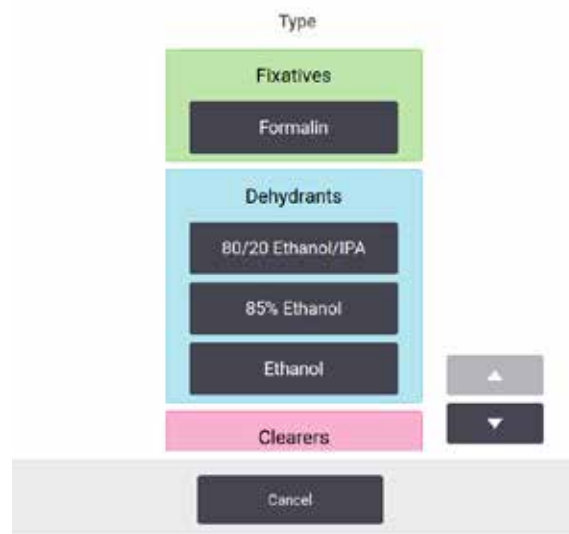 Type
Fixatives
Formalin
Dehydrants
80/20 Ethanol/IPA
85% Ethanol
Ethanol
Clearers
Cancel